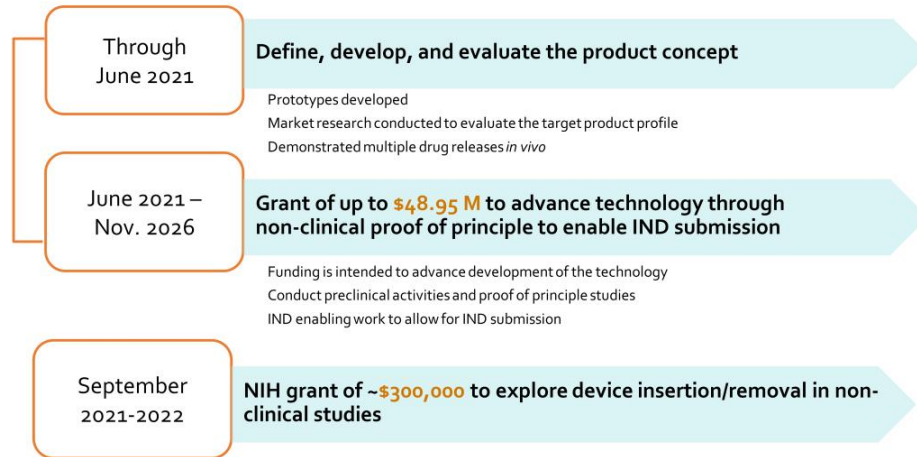 Through
June 2021
Define, develop, and evaluate the product concept
Prototypes developed
Market research conducted to evaluate the target product profile
Demonstrated multiple drug releases in vivo
June 2021 –
Nov. 2026
Grant of up to $48.95 M to advance technology through
non-clinical proof of principle to enable IND submission
Funding is intended to advance development of the technology
Conduct preclinical activities and proof of principle studies
IND enabling work to allow for IND submission
September
2021-2022
NIH grant of ~$300,000 to explore device insertion/removal in non-
clinical studies